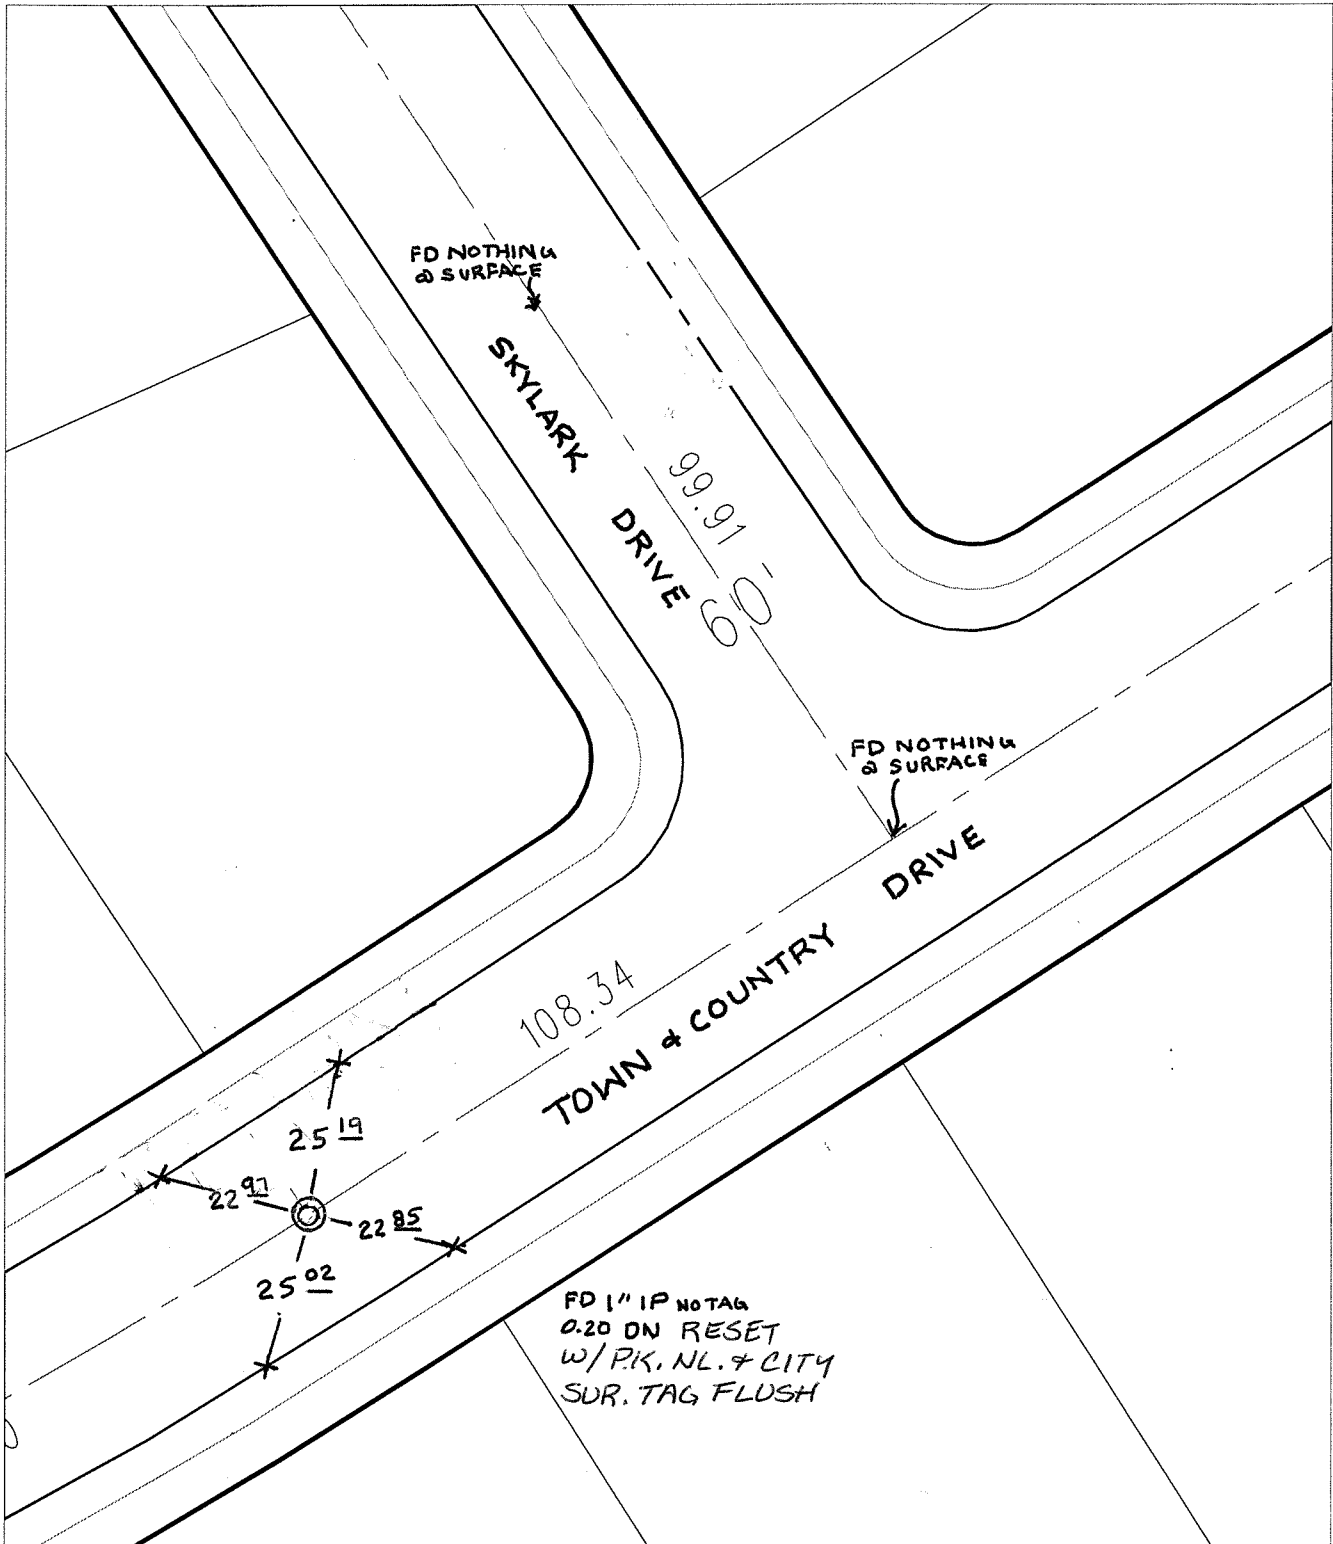 FD NOTHING
@ SURFACE
SKYLARK DRIVE
99.91
60'
FD NOTHING
@ SURFACE
TOWN & COUNTRY DRIVE
108.34
25 19
22 97
22 85
25 02
FD 1" IP NO TAG
0.20 DN RESET
W/ P.K. NL. & CITY
SUR. TAG FLUSH